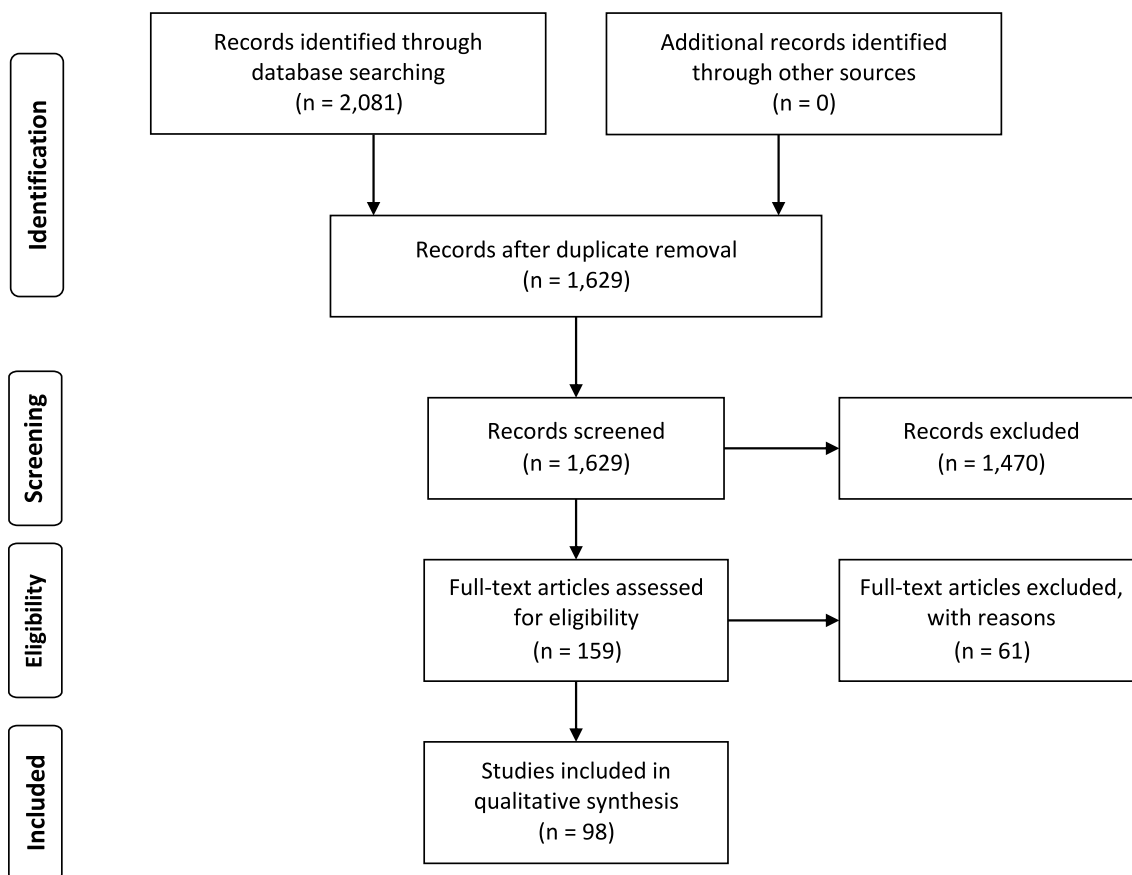 Identification
Records identified through
database searching
(n = 2,081)
Additional records identified
through other sources
(n = 0)
Records after duplicate removal
(n = 1,629)
Screening
Records screened
(n = 1,629)
Records excluded
(n = 1,470)
Eligibility
Full-text articles assessed
for eligibility
(n = 159)
Full-text articles excluded,
with reasons
(n = 61)
Included
Studies included in
qualitative synthesis
(n = 98)